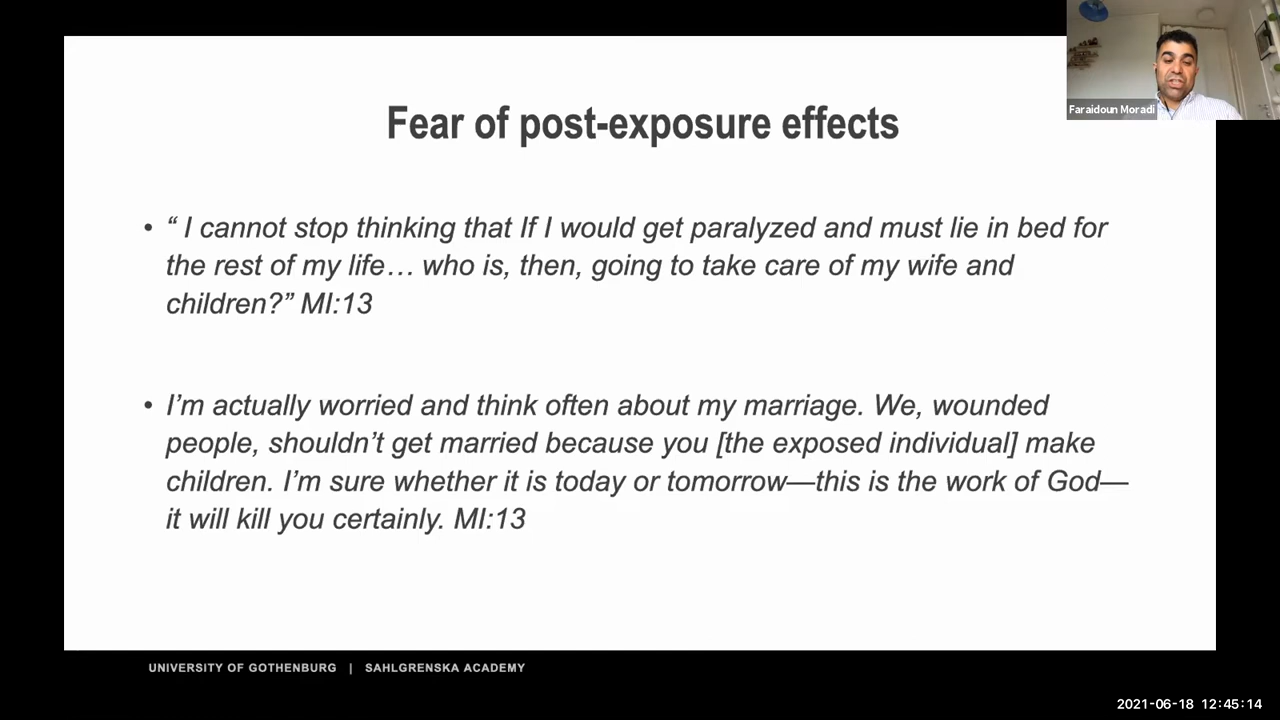 Faraidoun Moradi
Fear of post-exposure effects
• “ I cannot stop thinking that If I would get paralyzed and must lie in bed for
the rest of my life… who is, then, going to take care of my wife and
children?” MI:13
• I’m actually worried and think often about my marriage. We, wounded
people, shouldn’t get married because you [the exposed individual] make
children. I’m sure whether it is today or tomorrow—this is the work of God—
it will kill you certainly. MI:13
UNIVERSITY OF GOTHENBURG | SAHLGRENSKA ACADEMY
2021-06-18 12:45:14